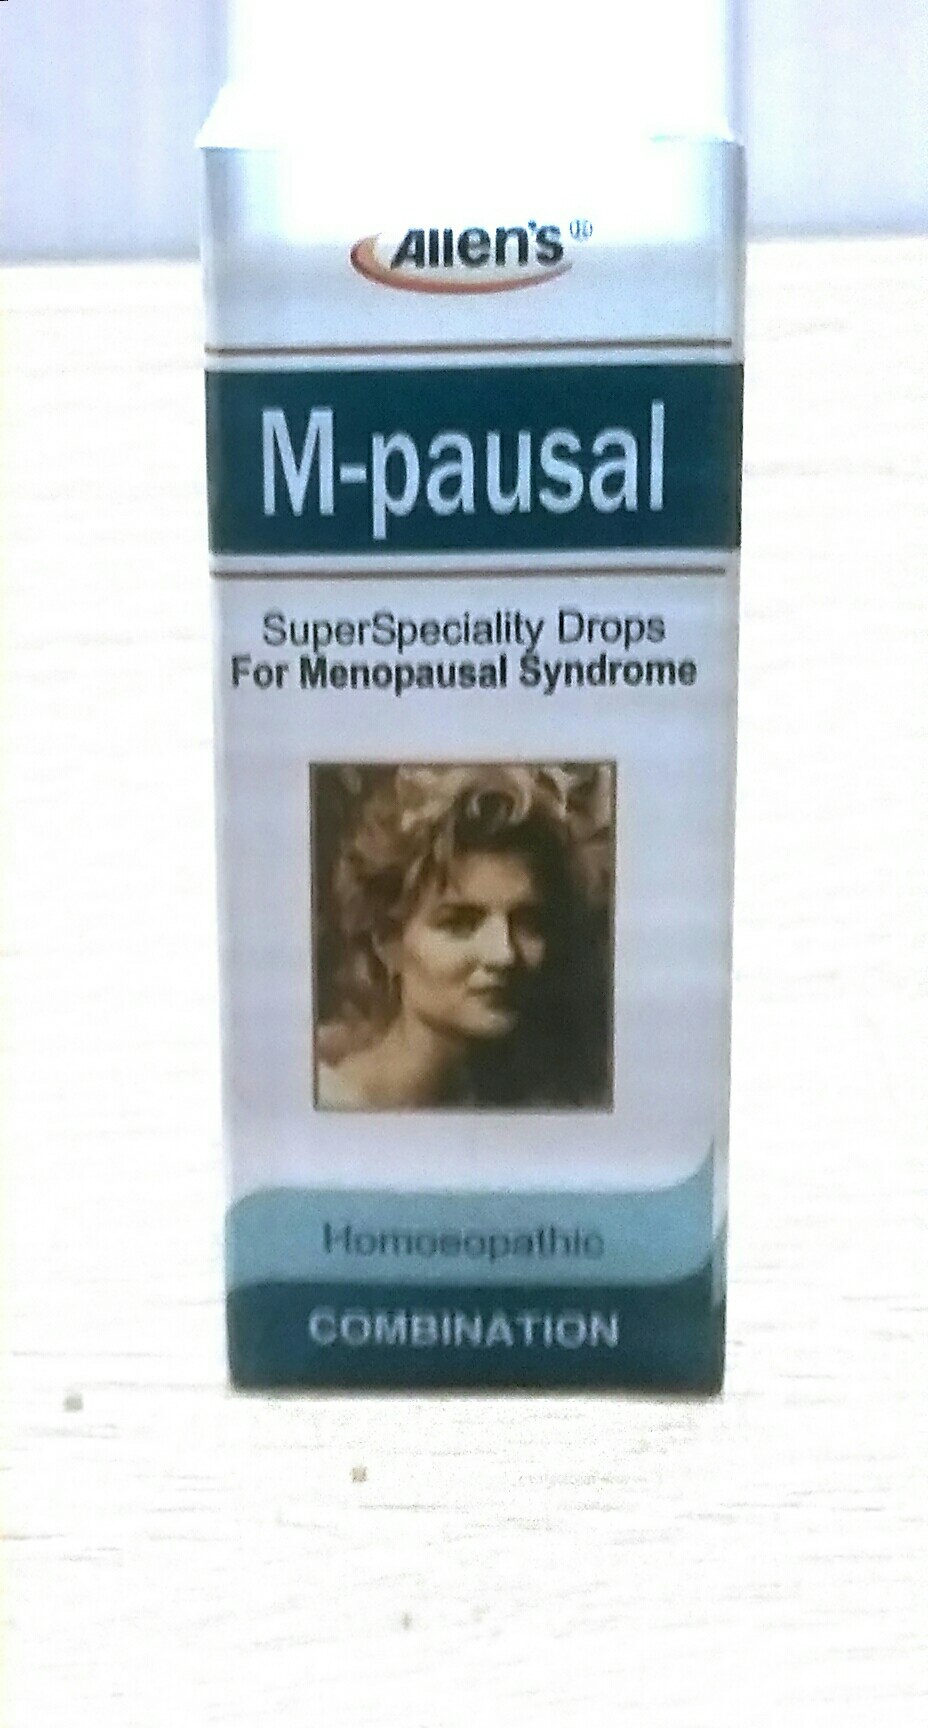 Allen's®
M-pausal
SuperSpeciality Drops
For Menopausal Syndrome
Homoeopathic
COMBINATION